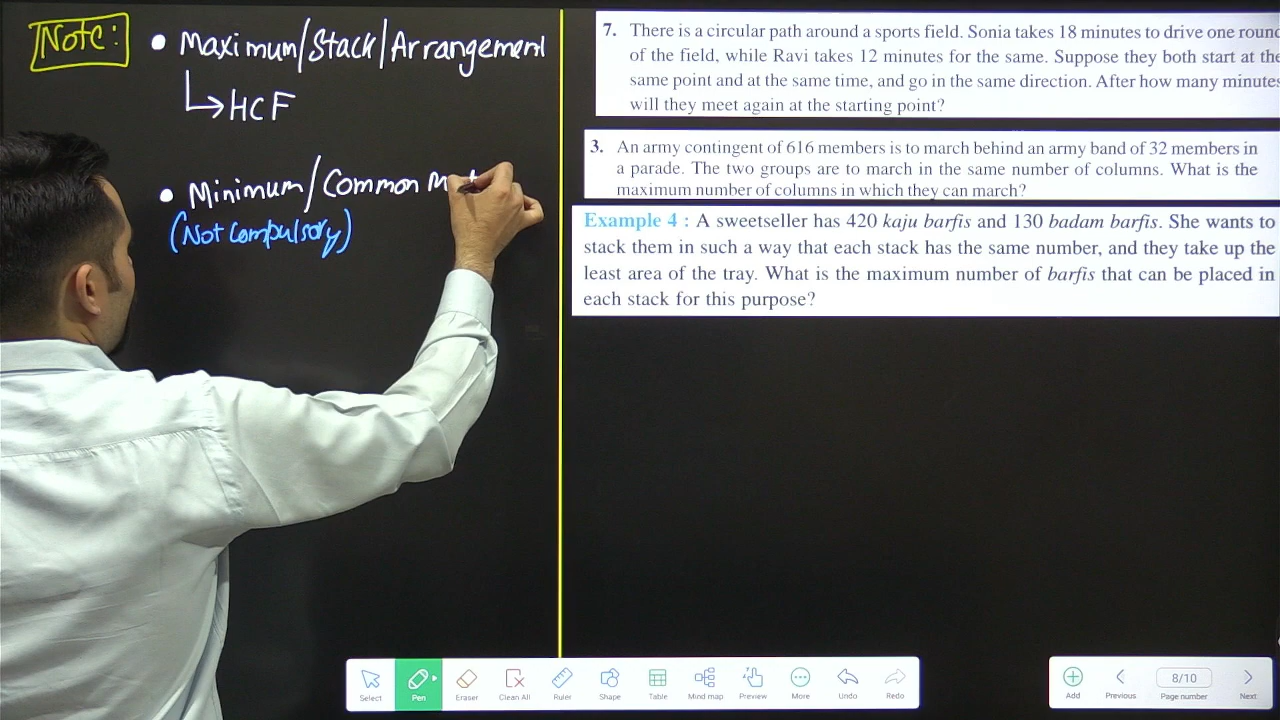 Note:
• Maximum/Stack/Arrangement
↳HCF
• Minimum/Common
(Not compulsory)
7. There is a circular path around a sports field. Sonia takes 18 minutes to drive one round
of the field, while Ravi takes 12 minutes for the same. Suppose they both start at the
same point and at the same time, and go in the same direction. After how many minutes
will they meet again at the starting point?
3. An army contingent of 616 members is to march behind an army band of 32 members in
a parade. The two groups are to march in the same number of columns. What is the
maximum number of columns in which they can march?
Example 4 : A sweetseller has 420 kaju barfis and 130 badam barfis. She wants to
stack them in such a way that each stack has the same number, and they take up the
least area of the tray. What is the maximum number of barfis that can be placed in
each stack for this purpose?
Select Pen Eraser Clean All Ruler Shape Table Mind map Preview More Undo Redo
8/10
Add Previous Page number Next